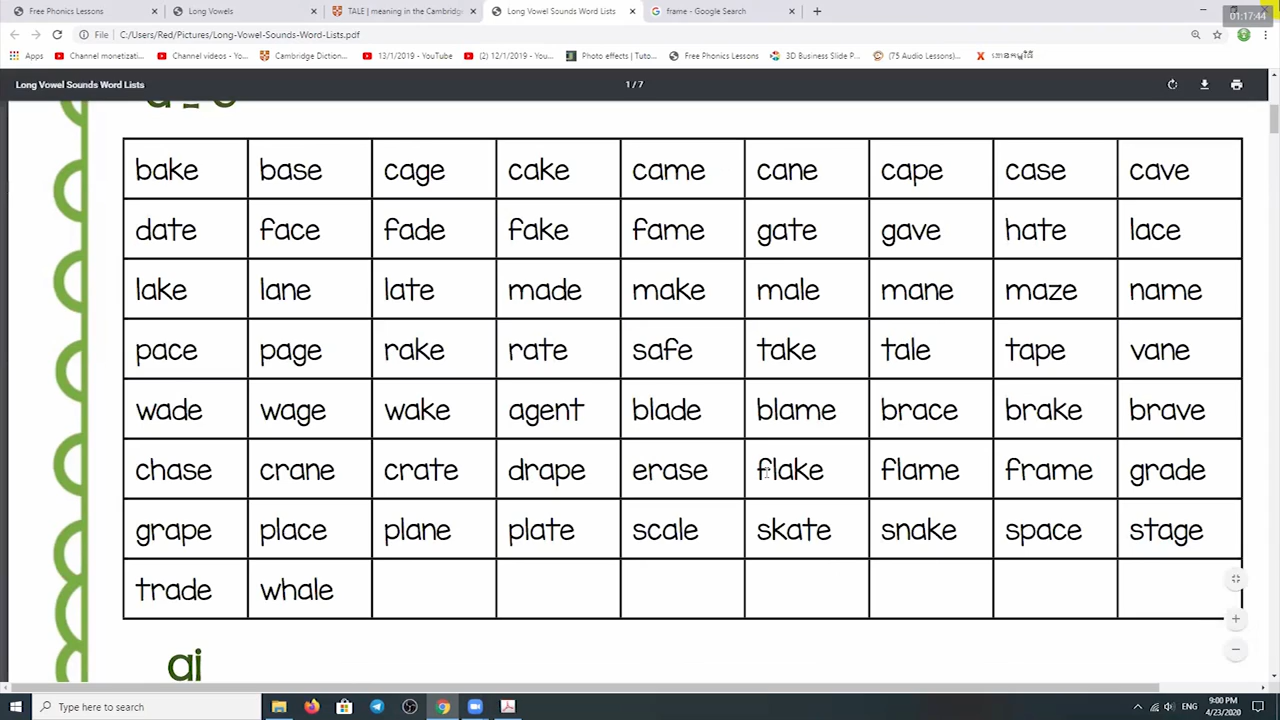 Free Phonics Lessons
Long Vowels
TALE | meaning in the Cambridge
Long Vowel Sounds Word Lists
frame - Google Search
01:17:44
File C:/Users/Red/Pictures/Long-Vowel-Sounds-Word-Lists.pdf
Apps Channel monetizati... Channel videos - Yo... Cambridge Diction... 13/1/2019 - YouTube (2) 12/1/2019 - You... Photo effects | Tuto... Free Phonics Lessons 3D Business Slide P... (75 Audio Lessons)...
Long Vowel Sounds Word Lists
1/7
bake base cage cake came cane cape case cave
date face fade fake fame gate gave hate lace
lake lane late made make male mane maze name
pace page rake rate safe take tale tape vane
wade wage wake agent blade blame brace brake brave
chase crane crate drape erase flake flame frame grade
grape place plane plate scale skate snake space stage
trade whale
ai
Type here to search
ENG
9:00 PM
4/23/2020